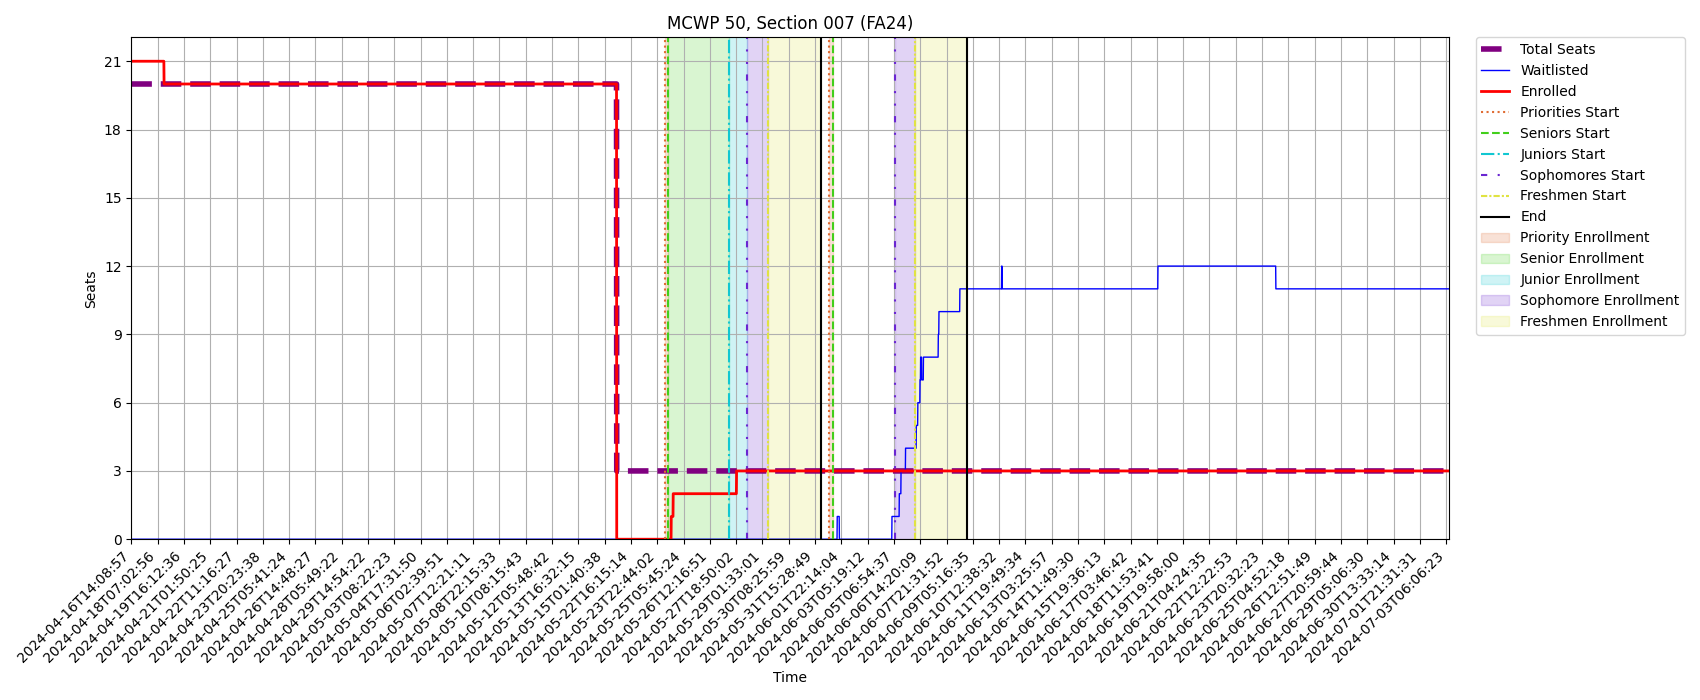 MCWP 50, Section 007 (FA24)
Seats
21
18
15
12
9
6
3
0
2024-04-16T14:08:57
2024-04-18T07:02:56
2024-04-19T16:12:36
2024-04-21T01:50:25
2024-04-22T11:16:27
2024-04-23T20:23:38
2024-04-25T05:41:24
2024-04-26T14:48:27
2024-04-28T05:49:22
2024-04-29T14:54:22
2024-05-03T08:22:23
2024-05-04T17:31:50
2024-05-06T02:39:51
2024-05-07T12:21:11
2024-05-08T22:15:33
2024-05-10T08:15:43
2024-05-12T05:48:42
2024-05-13T16:32:15
2024-05-15T01:40:38
2024-05-22T16:15:14
2024-05-23T22:44:02
2024-05-25T05:45:24
2024-05-26T12:16:51
2024-05-27T18:50:02
2024-05-29T01:33:01
2024-05-30T08:25:59
2024-05-31T15:28:49
2024-06-01T22:14:04
2024-06-03T05:19:12
2024-06-05T06:54:37
2024-06-06T14:20:09
2024-06-07T21:31:52
2024-06-09T05:16:35
2024-06-10T12:38:32
2024-06-11T19:49:34
2024-06-13T03:25:57
2024-06-14T11:49:30
2024-06-15T19:36:13
2024-06-17T03:46:42
2024-06-18T11:53:41
2024-06-19T19:58:00
2024-06-21T04:24:35
2024-06-22T12:22:53
2024-06-23T20:32:23
2024-06-25T04:52:18
2024-06-26T12:51:49
2024-06-27T20:59:44
2024-06-29T05:06:30
2024-06-30T13:33:14
2024-07-01T21:31:31
2024-07-03T06:06:23
Time
Total Seats
Waitlisted
Enrolled
Priorities Start
Seniors Start
Juniors Start
Sophomores Start
Freshmen Start
End
Priority Enrollment
Senior Enrollment
Junior Enrollment
Sophomore Enrollment
Freshmen Enrollment